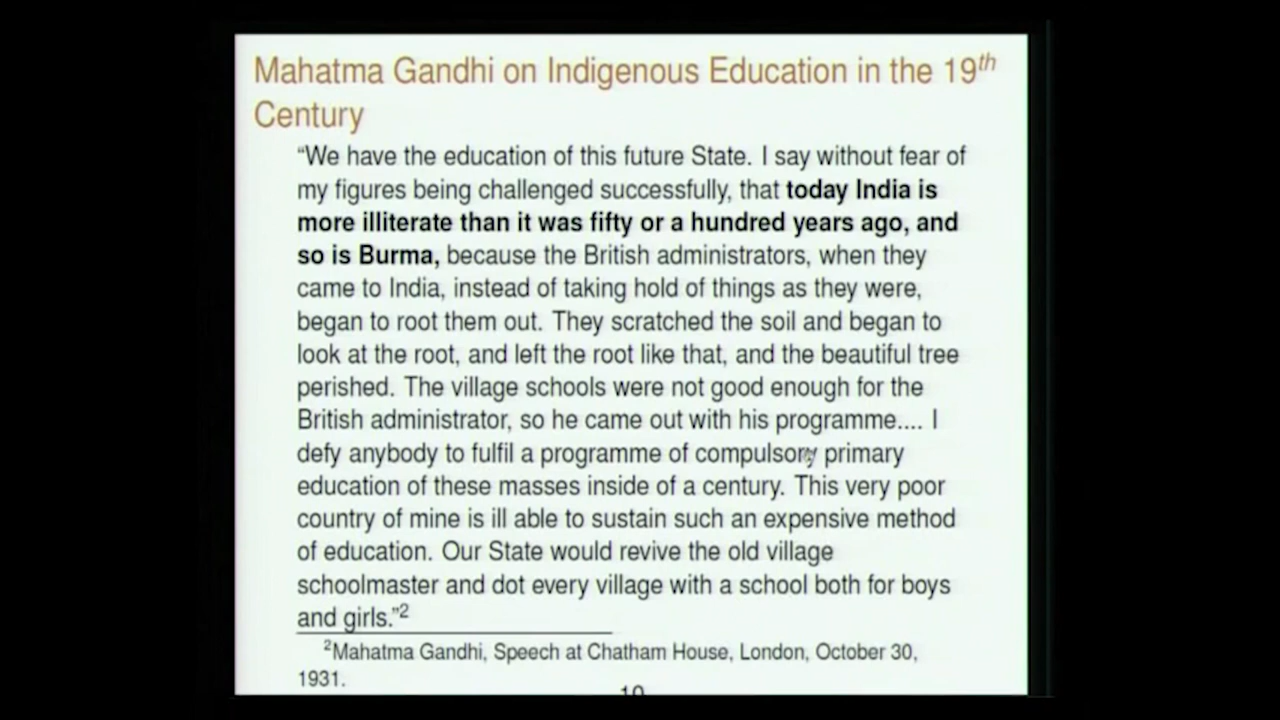 Mahatma Gandhi on Indigenous Education in the 19th
Century
“We have the education of this future State. I say without fear of
my figures being challenged successfully, that today India is
more illiterate than it was fifty or a hundred years ago, and
so is Burma, because the British administrators, when they
came to India, instead of taking hold of things as they were,
began to root them out. They scratched the soil and began to
look at the root, and left the root like that, and the beautiful tree
perished. The village schools were not good enough for the
British administrator, so he came out with his programme.... I
defy anybody to fulfil a programme of compulsory primary
education of these masses inside of a century. This very poor
country of mine is ill able to sustain such an expensive method
of education. Our State would revive the old village
schoolmaster and dot every village with a school both for boys
and girls.”2
2Mahatma Gandhi, Speech at Chatham House, London, October 30,
1931.